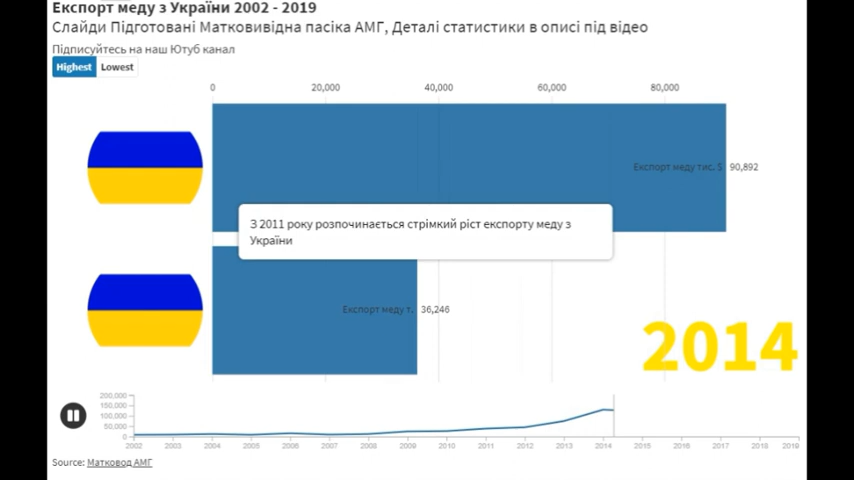 Експорт меду з України 2002 - 2019
Слайди Підготовані Матковивідна пасіка АМГ, Деталі статистики в описі під відео
Підписуйтесь на наш Ютуб канал
Highest Lowest
0 20,000 40,000 60,000 80,000
Експорт меду тис. $ 90,892
З 2011 року розпочинається стрімкий ріст експорту меду з
України
Експорт меду т. 36,246
2014
200,000
150,000
100,000
50,000
0
2002 2003 2004 2005 2006 2007 2008 2009 2010 2011 2012 2013 2014 2015 2016 2017 2018 2019
Source: Матковод АМГ